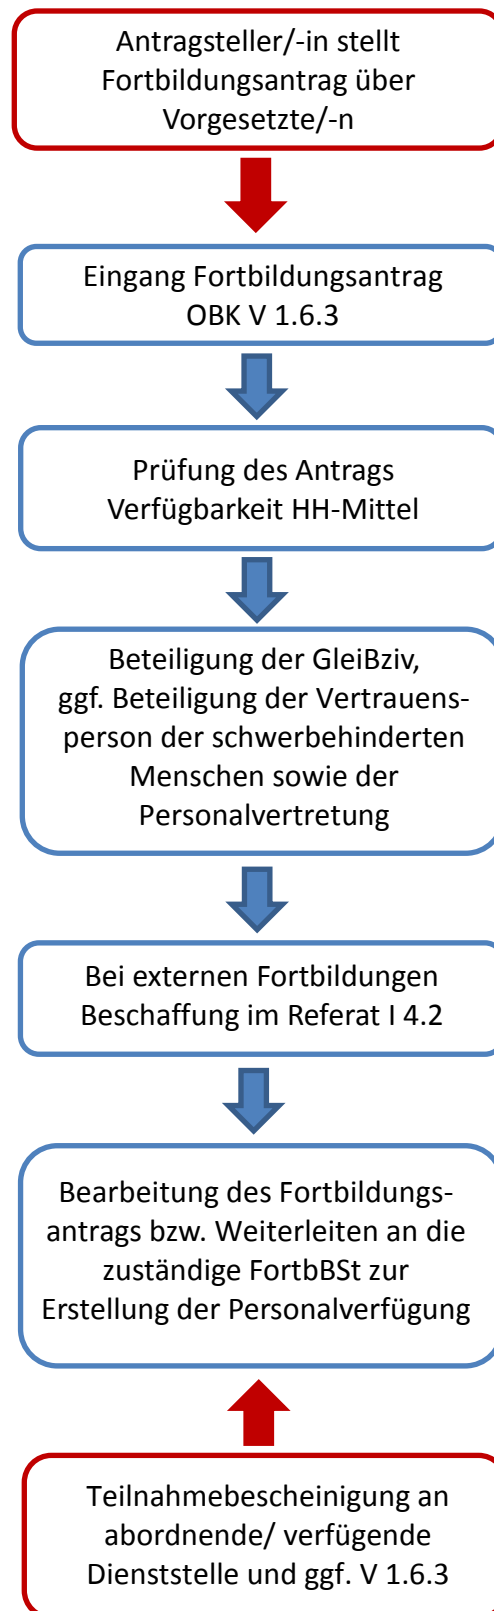 Antragsteller/-in stellt
Fortbildungsantrag über
Vorgesetzte/-n
Eingang Fortbildungsantrag
OBK V 1.6.3
Prüfung des Antrags
Verfügbarkeit HH-Mittel
Beteiligung der GleiBziv,
ggf. Beteiligung der Vertrauens-
person der schwerbehinderten
Menschen sowie der
Personalvertretung
Bei externen Fortbildungen
Beschaffung im Referat I 4.2
Bearbeitung des Fortbildungs-
antrags bzw. Weiterleiten an die
zuständige FortbBSt zur
Erstellung der Personalverfügung
Teilnahmebescheinigung an
abordnende/ verfügende
Dienststelle und ggf. V 1.6.3